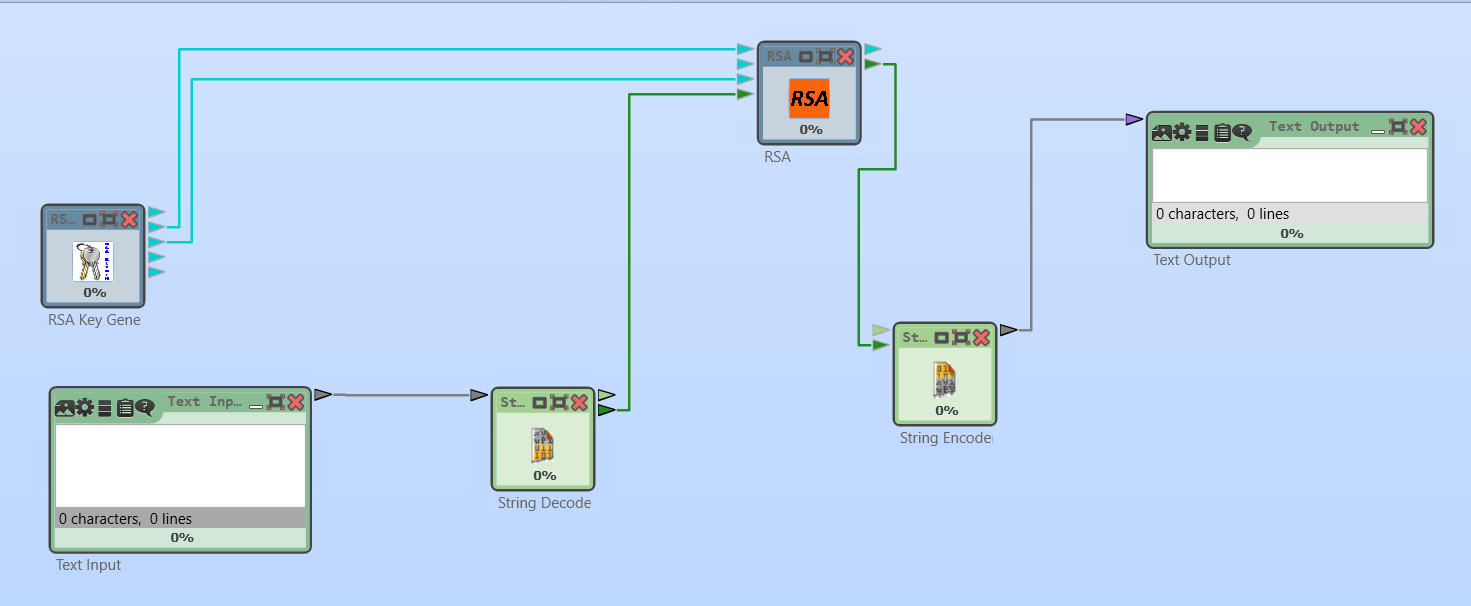 RSA
RSA
0%
RSA
Text Output
0 characters, 0 lines
0%
Text Output
RS...
0%
RSA Key Gene
St...
0%
String Encode
Text Inp...
0 characters, 0 lines
0%
Text Input
St...
0%
String Decode